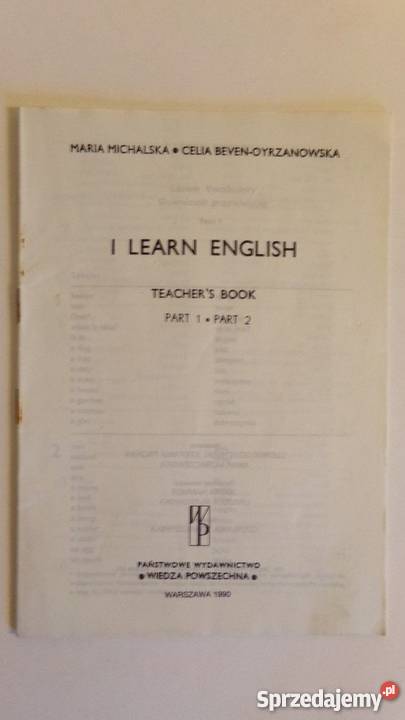 MARIA MICHALSKA • CELIA BEVEN-OYRZANOWSKA
I LEARN ENGLISH
TEACHER'S BOOK
PART 1 • PART 2
WP
PAŃSTWOWE WYDAWNICTWO
• WIEDZA POWSZECHNA •
WARSZAWA 1990
Sprzedajemy.pl